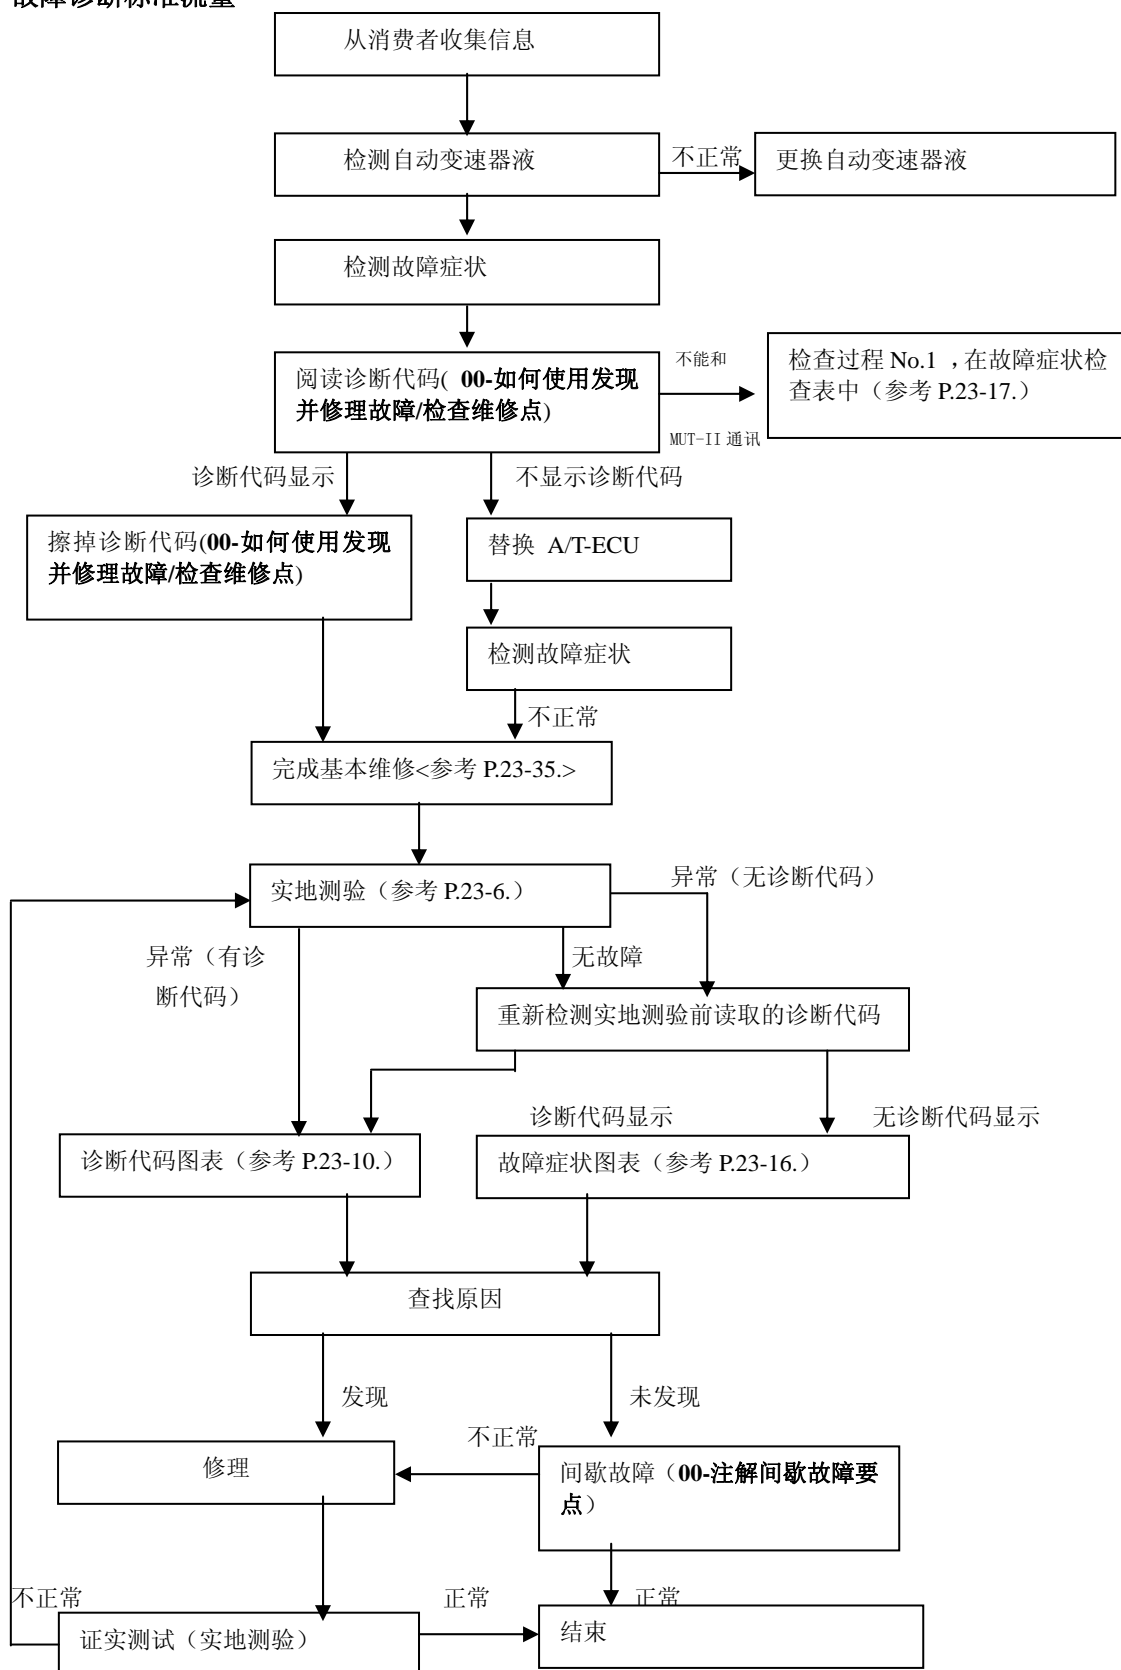 故障诊断标准流量
从消费者收集信息
检测自动变速器液
不正常
更换自动变速器液
检测故障症状
阅读诊断代码( 00-如何使用发现
并修理故障/检查维修点)
不能和
MUT-II 通讯
检查过程 No.1 ，在故障症状检
查表中（参考 P.23-17.）
诊断代码显示
不显示诊断代码
擦掉诊断代码(00-如何使用发现
并修理故障/检查维修点)
替换 A/T-ECU
检测故障症状
不正常
完成基本维修<参考 P.23-35.>
实地测验（参考 P.23-6.）
异常（无诊断代码）
异常（有诊
断代码）
无故障
重新检测实地测验前读取的诊断代码
诊断代码显示
无诊断代码显示
诊断代码图表（参考 P.23-10.）
故障症状图表（参考 P.23-16.）
查找原因
发现
未发现
修理
不正常
间歇故障（00-注解间歇故障要
点）
不正常
正常
正常
证实测试（实地测验）
结束